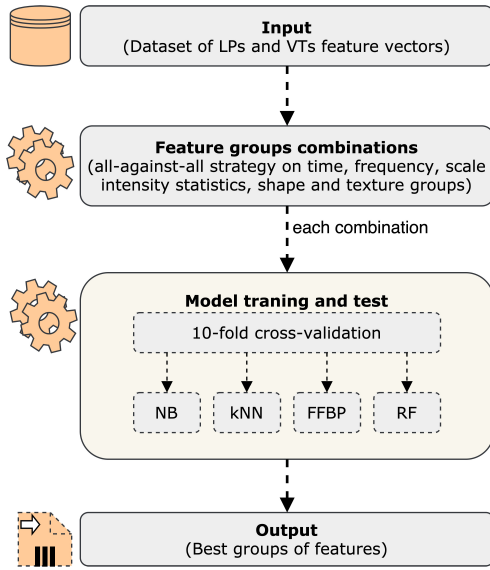 Input
(Dataset of LPs and VTs feature vectors)
Feature groups combinations
(all-against-all strategy on time, frequency, scale
intensity statistics, shape and texture groups)
each combination
Model traning and test
10-fold cross-validation
NB
kNN
FFBP
RF
Output
(Best groups of features)